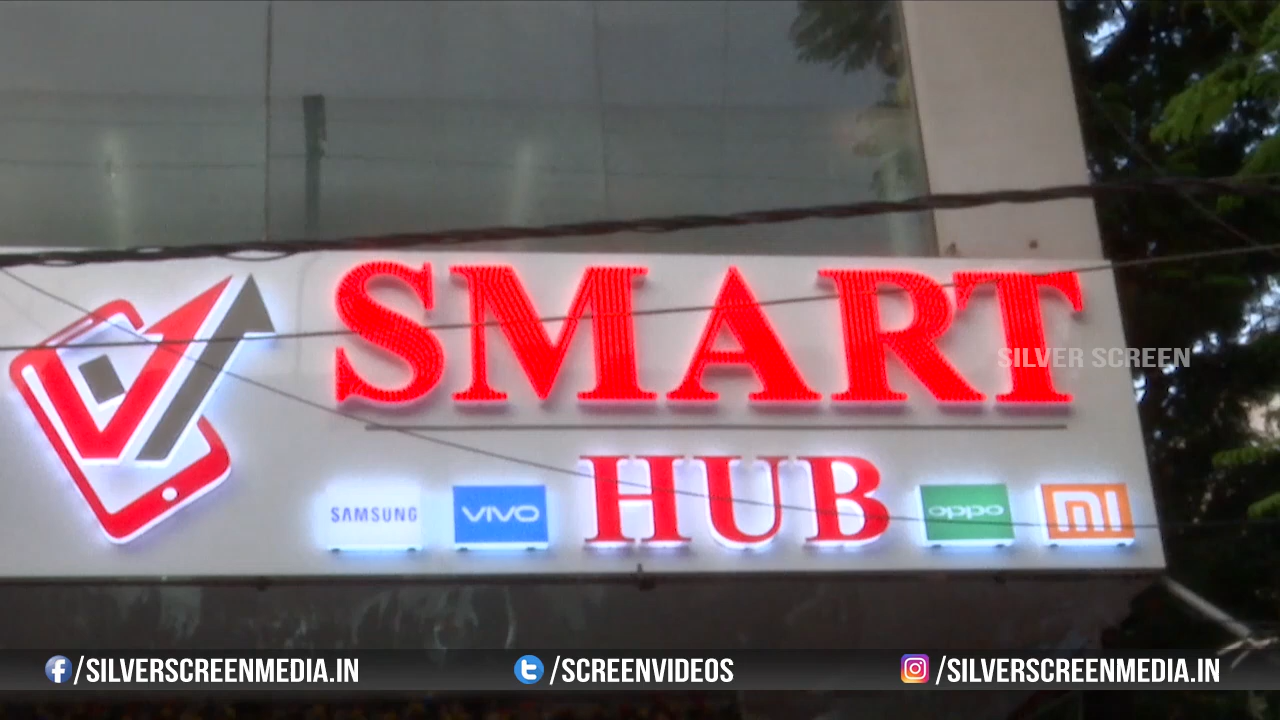 SMART
SILVER SCREEN
HUB
SAMSUNG vivo oppo MI
/SILVERSCREENMEDIA.IN /SCREENVIDEOS /SILVERSCREENMEDIA.IN